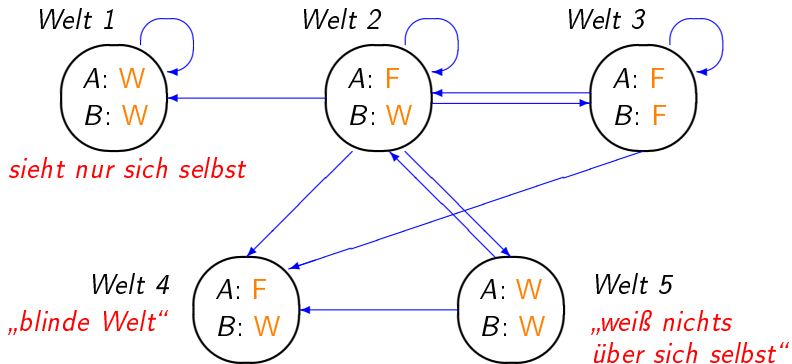 Welt 1
Welt 2
Welt 3
A: W
B: W
A: F
B: W
A: F
B: F
sieht nur sich selbst
Welt 4
„blinde Welt“
A: F
B: W
A: W
B: W
Welt 5
„weiß nichts
über sich selbst“